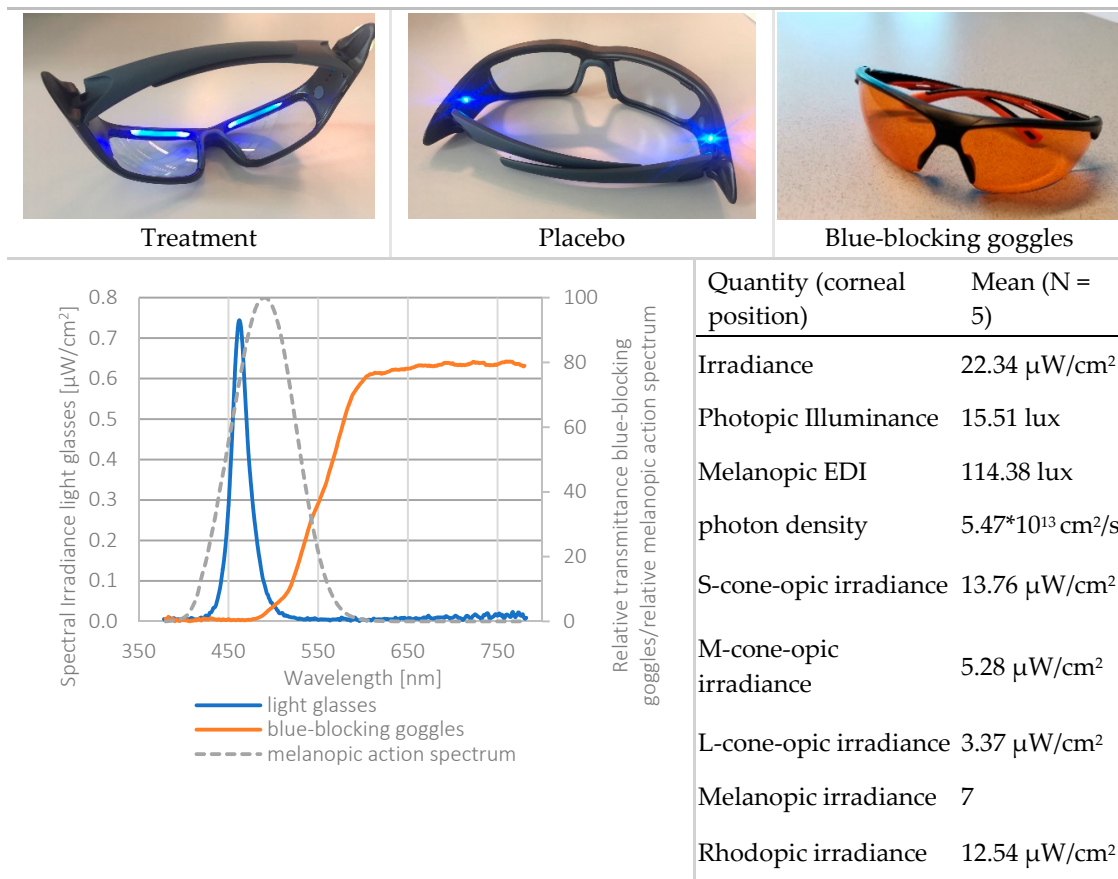 Treatment
Placebo
Blue-blocking goggles
0.8
0.7
0.6
0.5
0.4
0.3
0.2
0.1
0.0
Spectral Irradiance light glasses [µW/cm²]
100
80
60
40
20
0
Relative transmittance blue-blocking
goggles/relative melanopic action spectrum
350
450
550
650
750
Wavelength [nm]
light glasses
blue-blocking goggles
melanopic action spectrum
Quantity (corneal
position)
Mean (N =
5)
Irradiance 22.34 µW/cm²
Photopic Illuminance 15.51 lux
Melanopic EDI 114.38 lux
photon density 5.47*10¹³ cm²/s
S-cone-opic irradiance 13.76 µW/cm²
M-cone-opic
irradiance
5.28 µW/cm²
L-cone-opic irradiance 3.37 µW/cm²
Melanopic irradiance 7
Rhodopic irradiance 12.54 µW/cm²